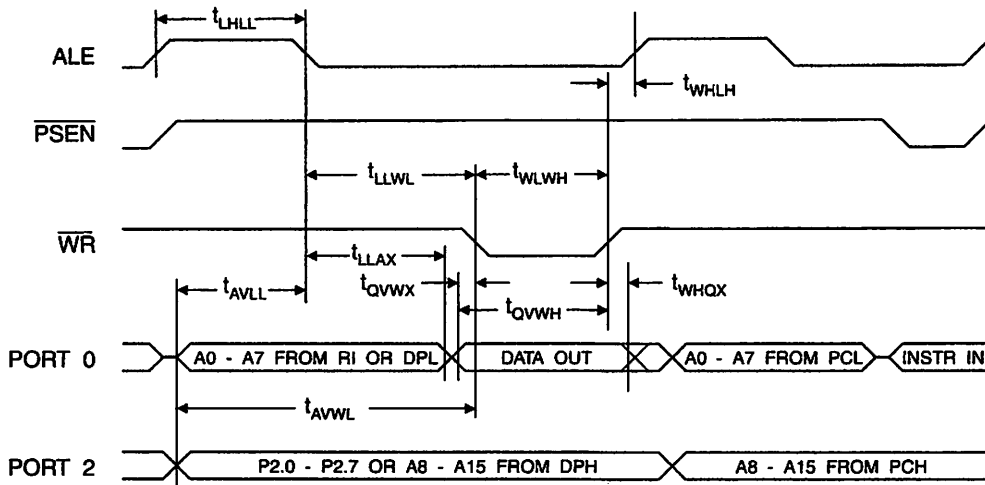 tLHLL
ALE
tWHLH
PSEN
tLLWL
tWLWH
WR
tLLAX
tAVLL
tQVWX
tWHQX
tQVWH
PORT 0
A0 - A7 FROM RI OR DPL
DATA OUT
A0 - A7 FROM PCL
INSTR IN
tAVWL
PORT 2
P2.0 - P2.7 OR A8 - A15 FROM DPH
A8 - A15 FROM PCH